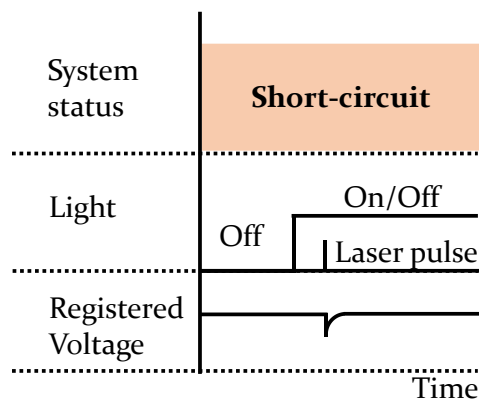 System
status
Short-circuit
Light
On/Off
Off
Laser pulse
Registered
Voltage
Time